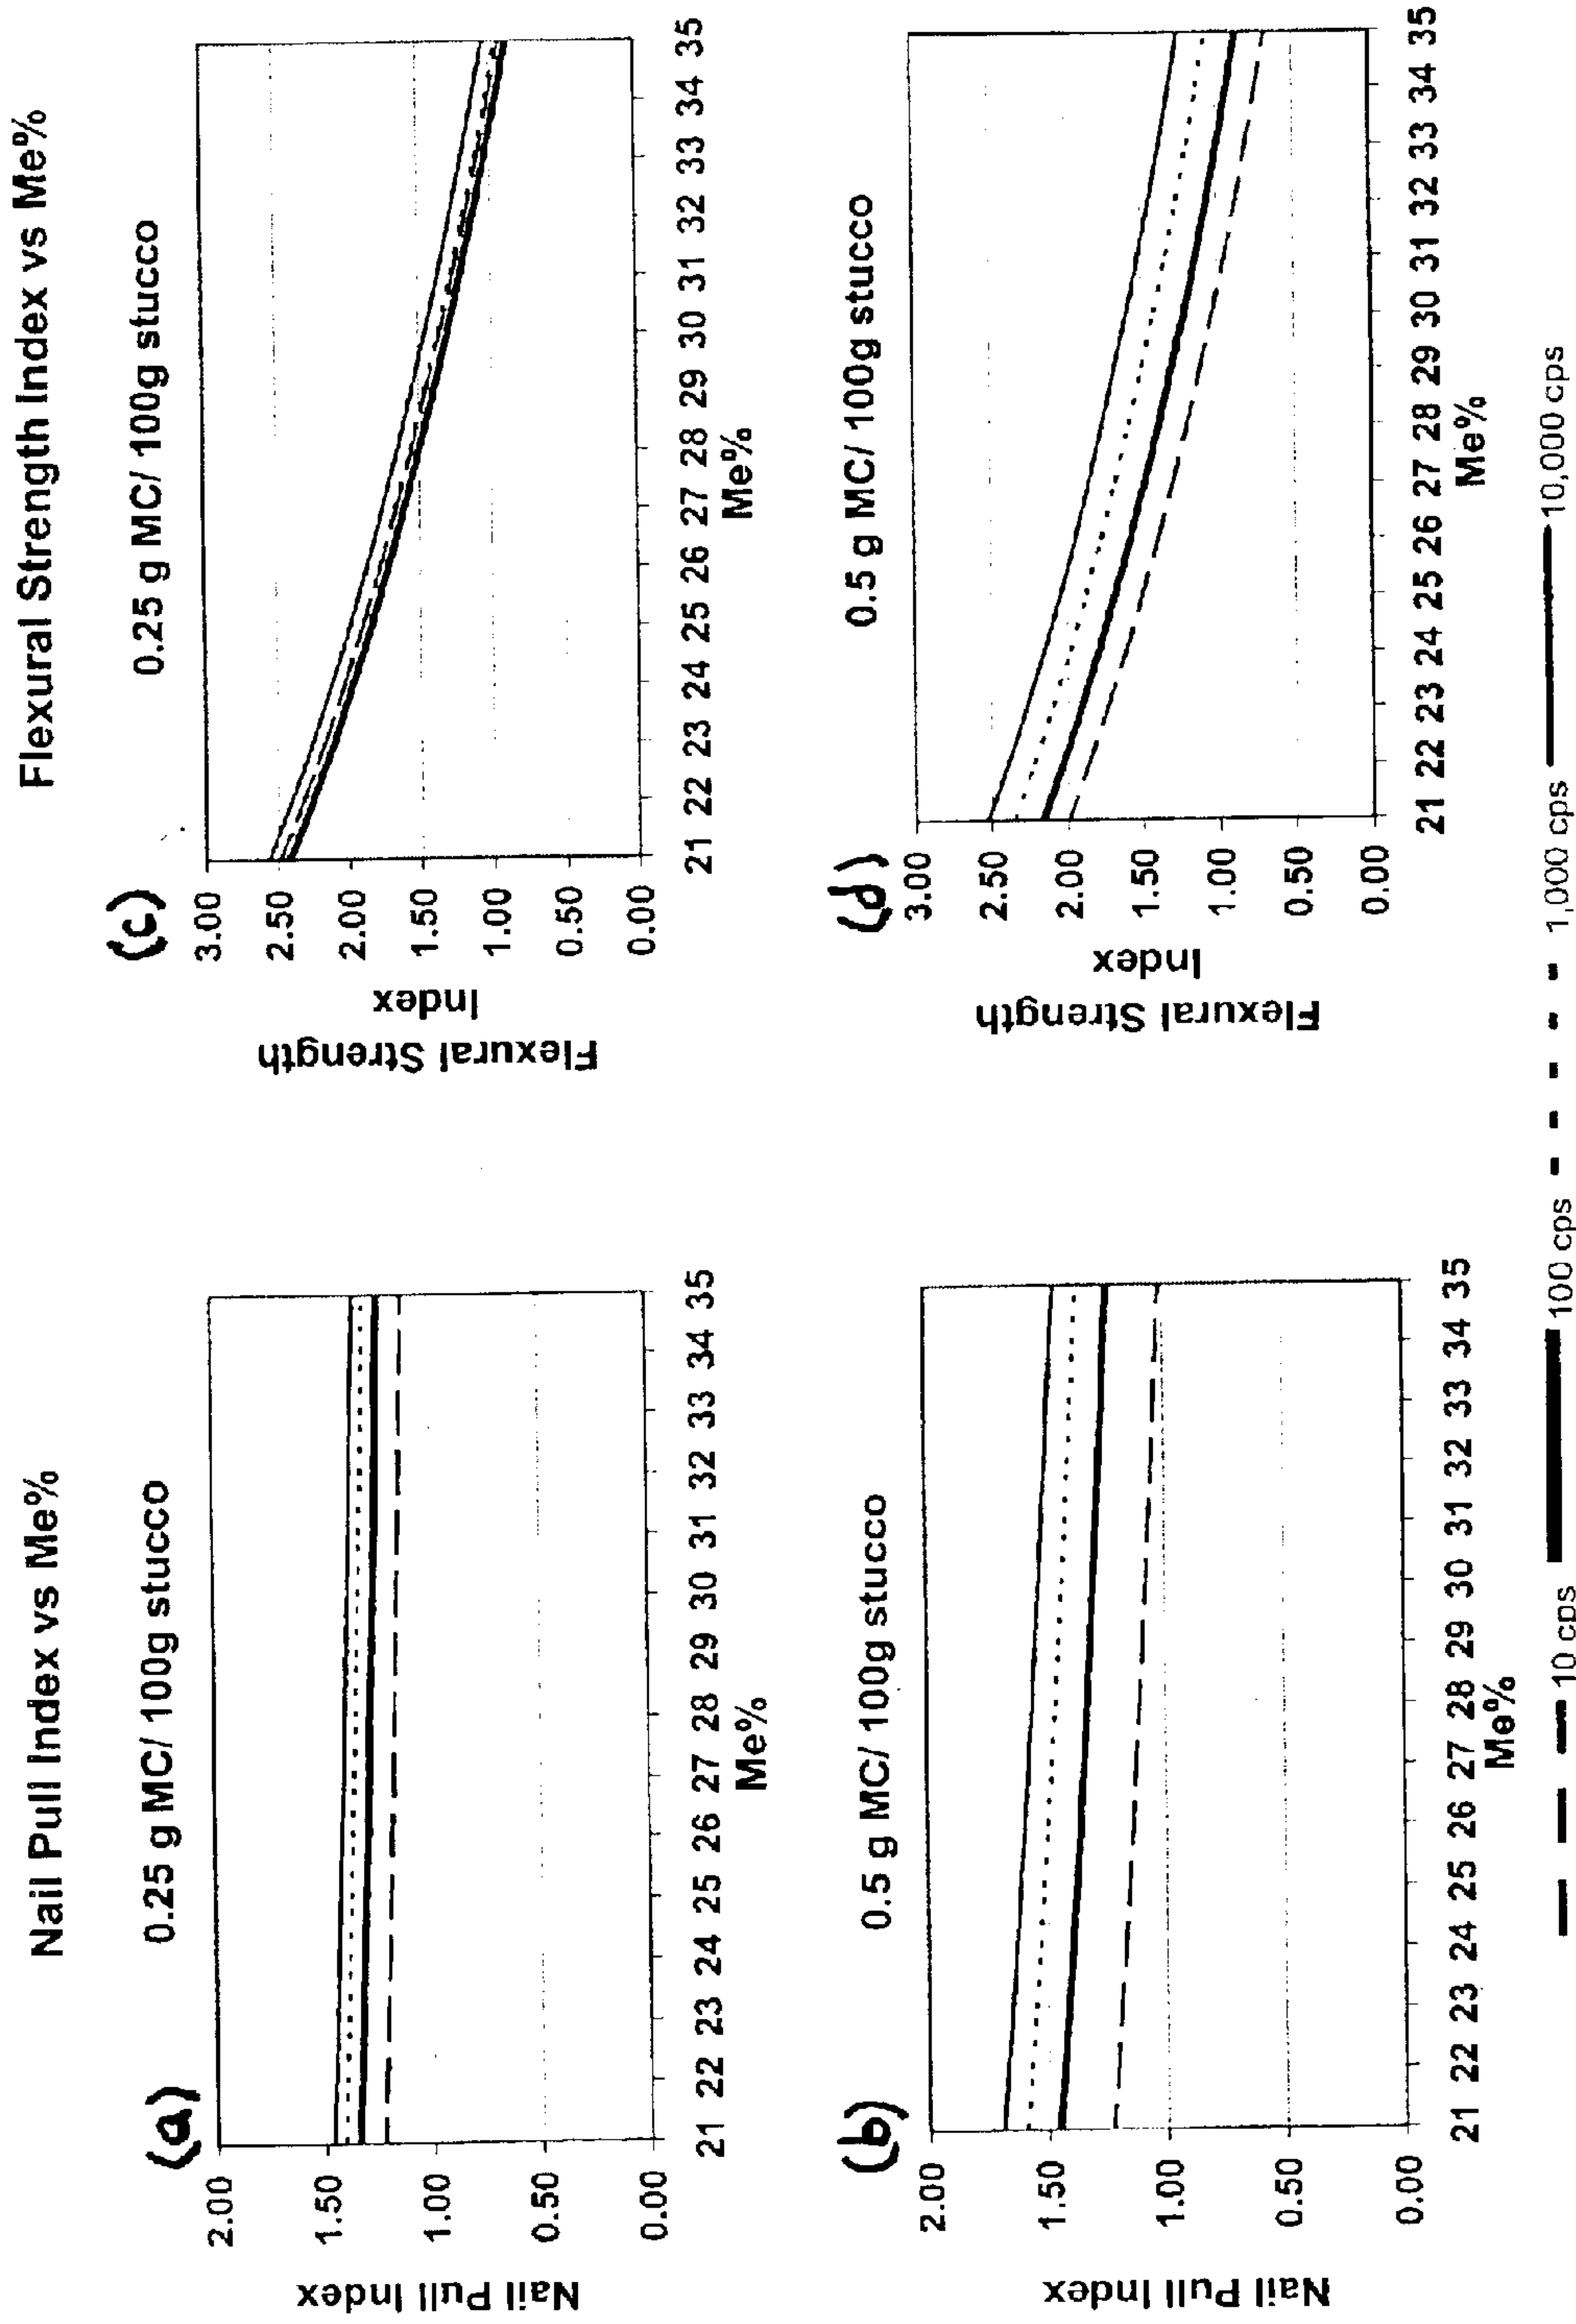 Nail Pull Index vs Me%
(a)
0.25 g MC/ 100g stucco
Nail Pull Index
2.00
1.50
1.00
0.50
0.00
21 22 23 24 25 26 27 28 29 30 31 32 33 34 35
Me%
(b)
0.5 g MC/ 100g stucco
Nail Pull Index
2.00
1.50
1.00
0.50
0.00
21 22 23 24 25 26 27 28 29 30 31 32 33 34 35
Me%
Flexural Strength Index vs Me%
(c)
0.25 g MC/ 100g stucco
Flexural Strength
Index
3.00
2.50
2.00
1.50
1.00
0.50
0.00
21 22 23 24 25 26 27 28 29 30 31 32 33 34 35
Me%
(d)
0.5 g MC/ 100g stucco
Flexural Strength
Index
3.00
2.50
2.00
1.50
1.00
0.50
0.00
21 22 23 24 25 26 27 28 29 30 31 32 33 34 35
Me%
10 cps 100 cps 1,000 cps 10,000 cps